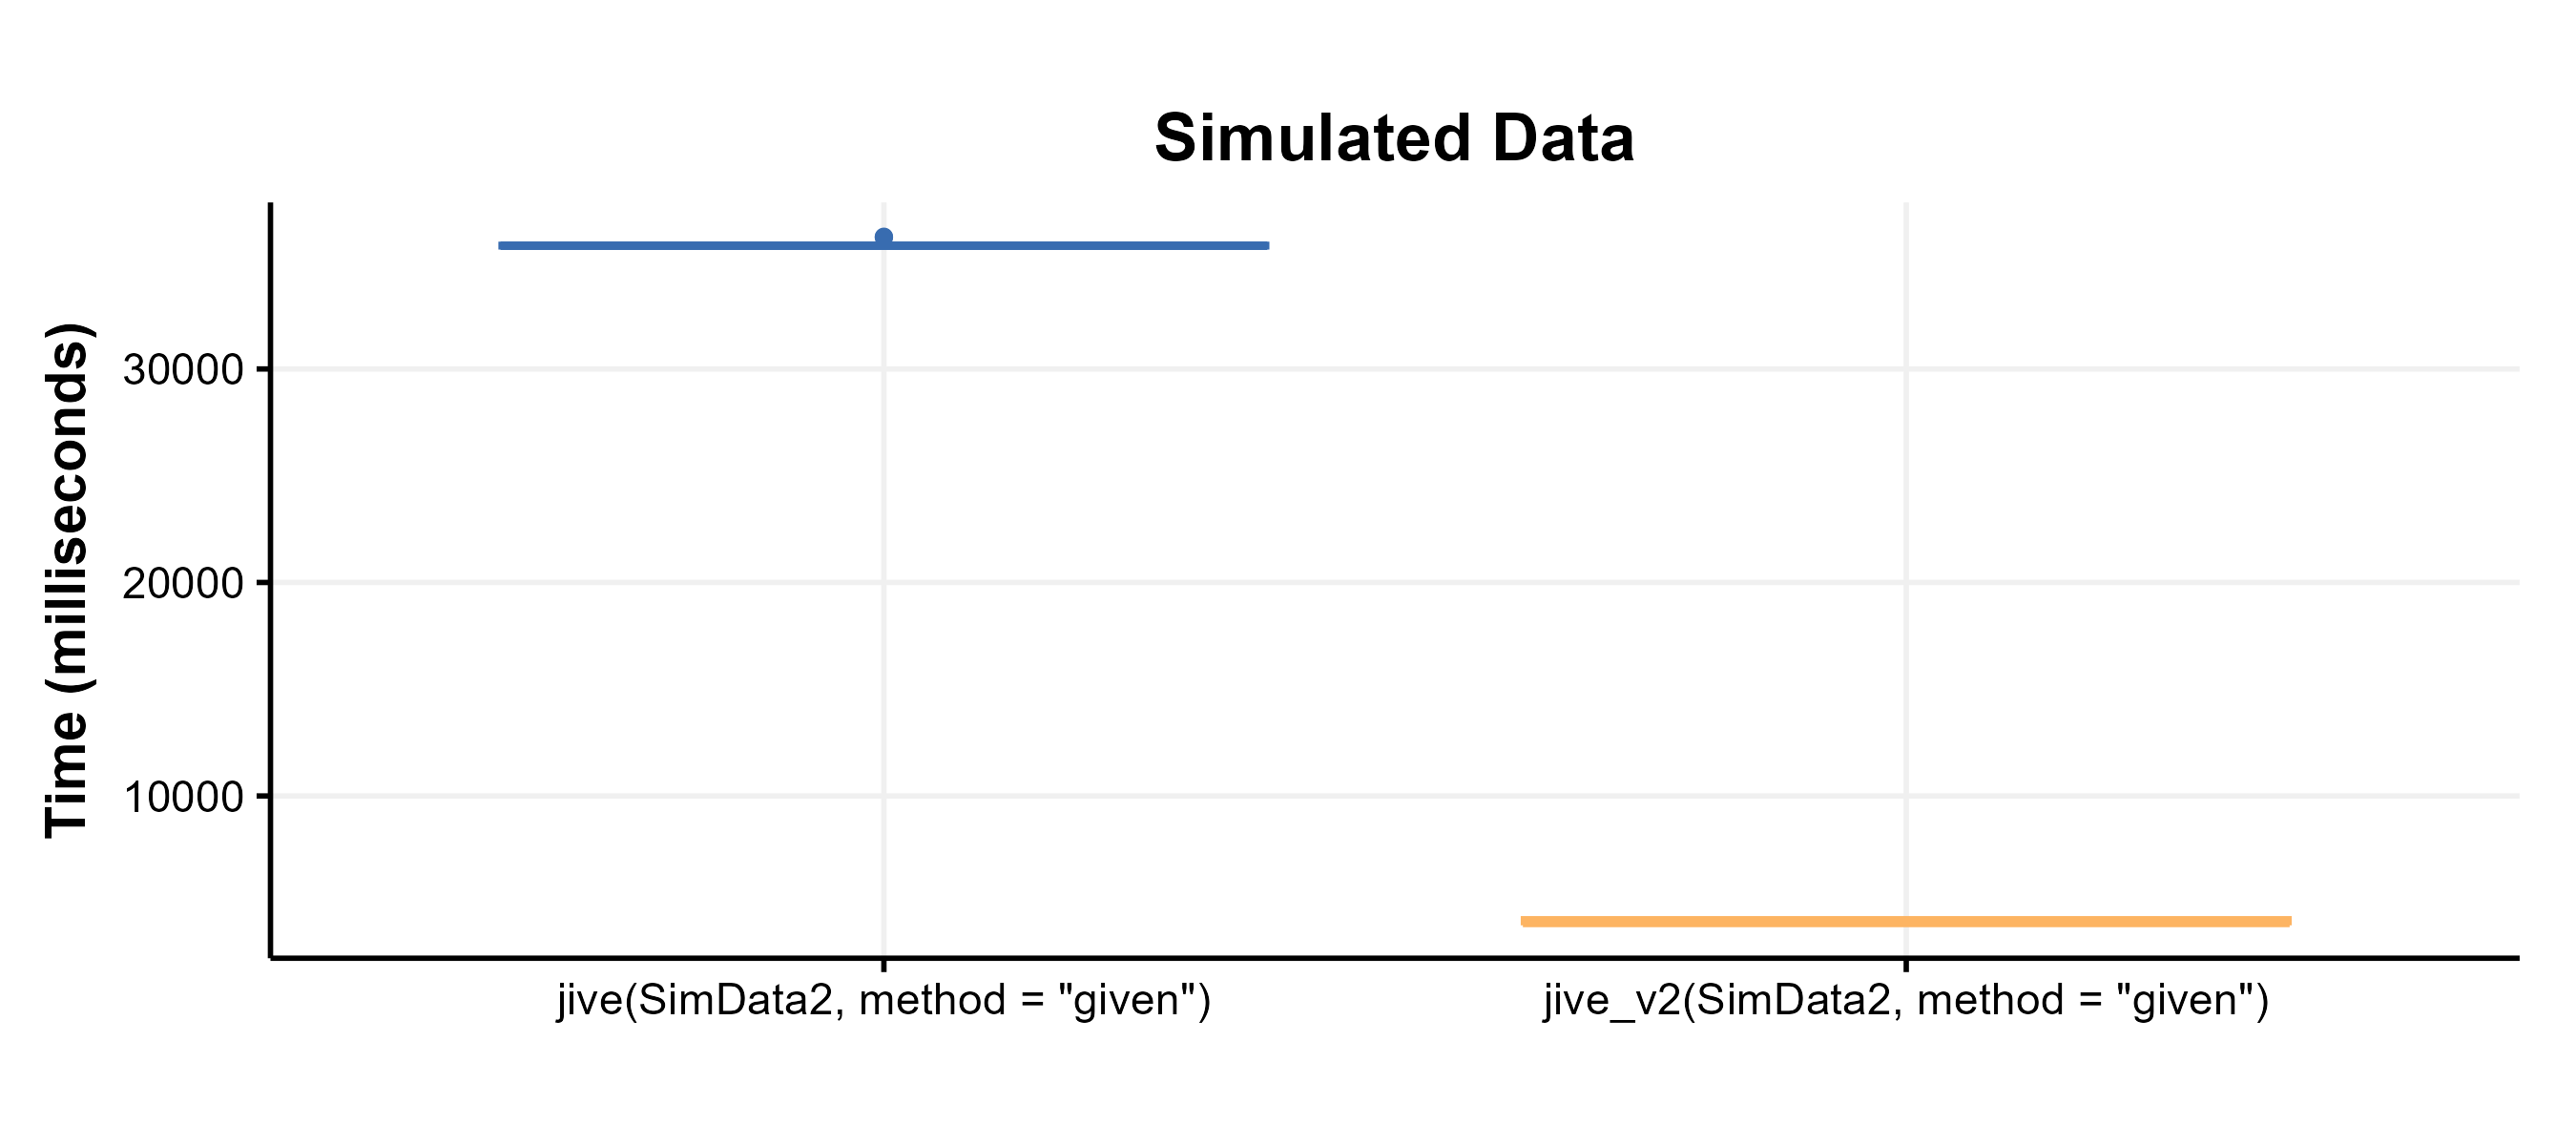 Simulated Data
Time (milliseconds)
30000
20000
10000
jive(SimData2, method = "given")
jive_v2(SimData2, method = "given")